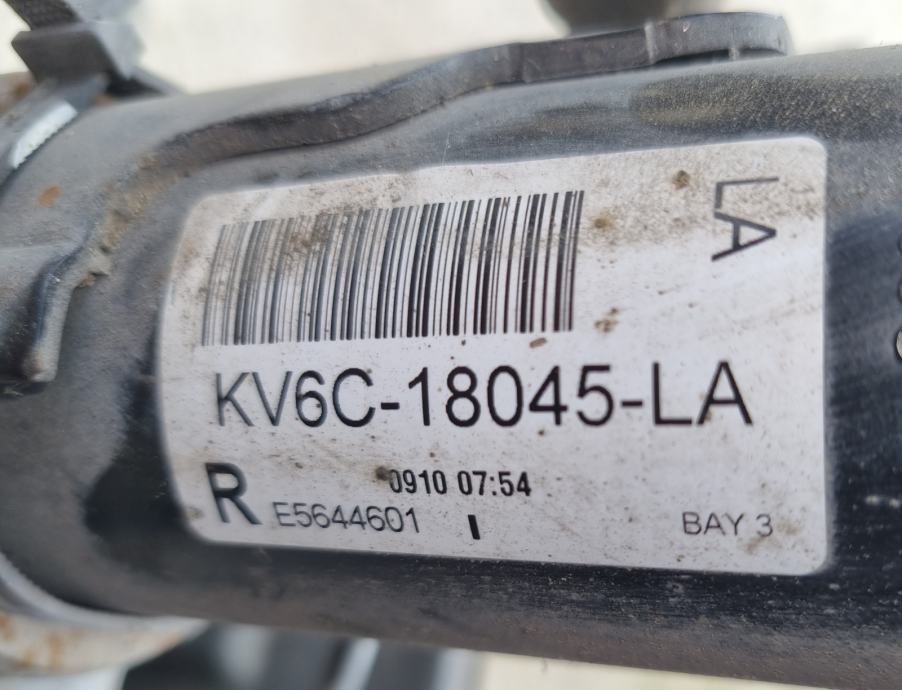 LA
KV6C-18045-LA
0910 07:54
R E5644601 I BAY 3